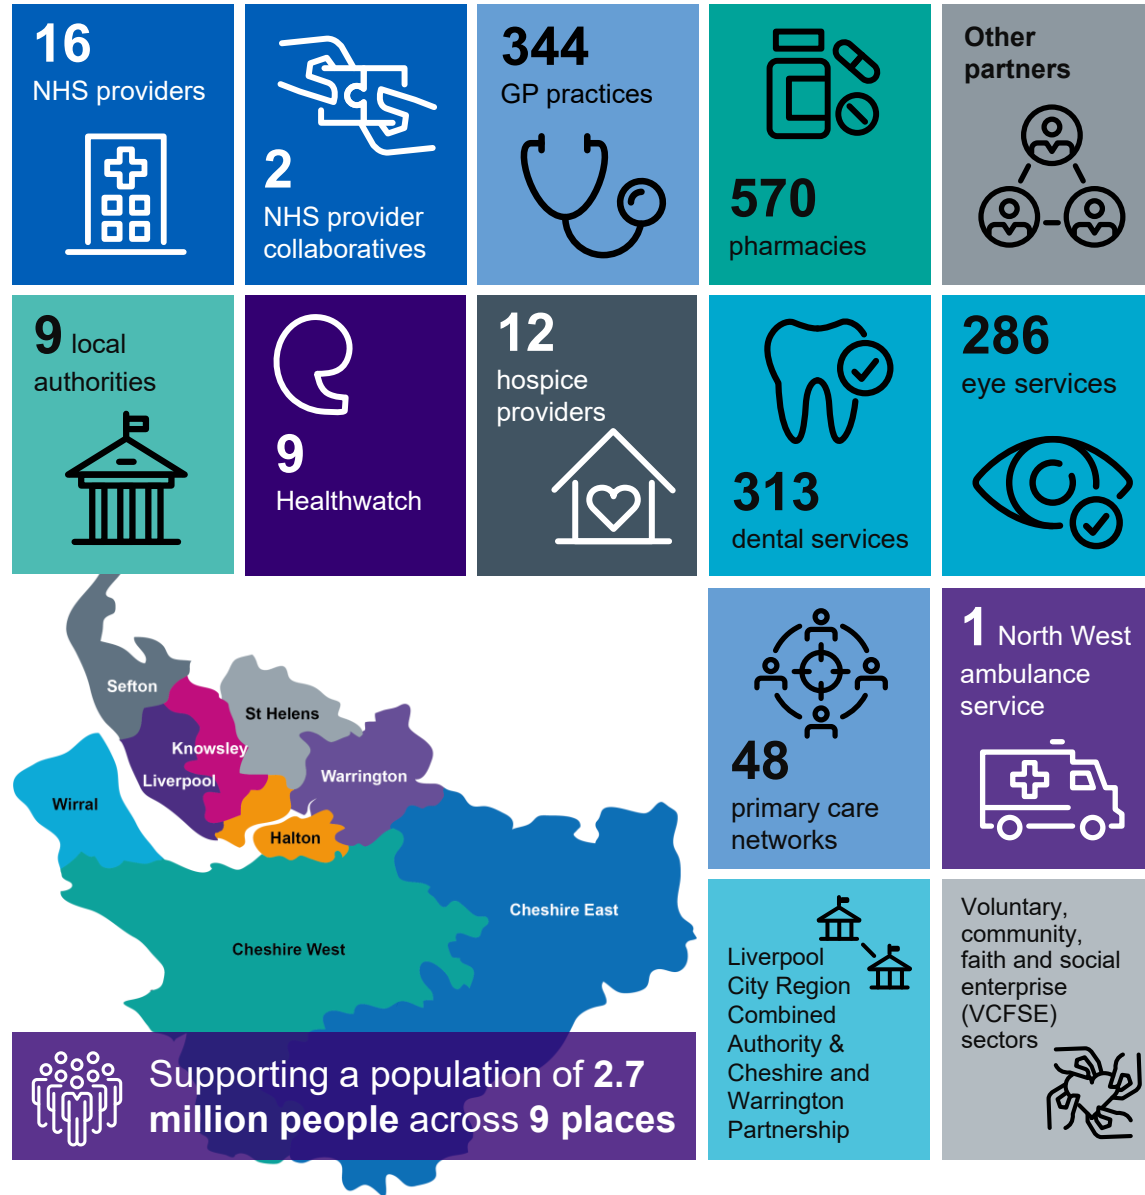 16
NHS providers
2
NHS provider
collaboratives
344
GP practices
570
pharmacies
Other
partners
9 local
authorities
9
Healthwatch
12
hospice
providers
313
dental services
286
eye services
Sefton
St Helens
Knowsley
Liverpool
Warrington
Wirral
Halton
Cheshire East
Cheshire West
Supporting a population of 2.7
million people across 9 places
48
primary care
networks
1 North West
ambulance
service
Liverpool
City Region
Combined
Authority &
Cheshire and
Warrington
Partnership
Voluntary,
community,
faith and social
enterprise
(VCFSE)
sectors